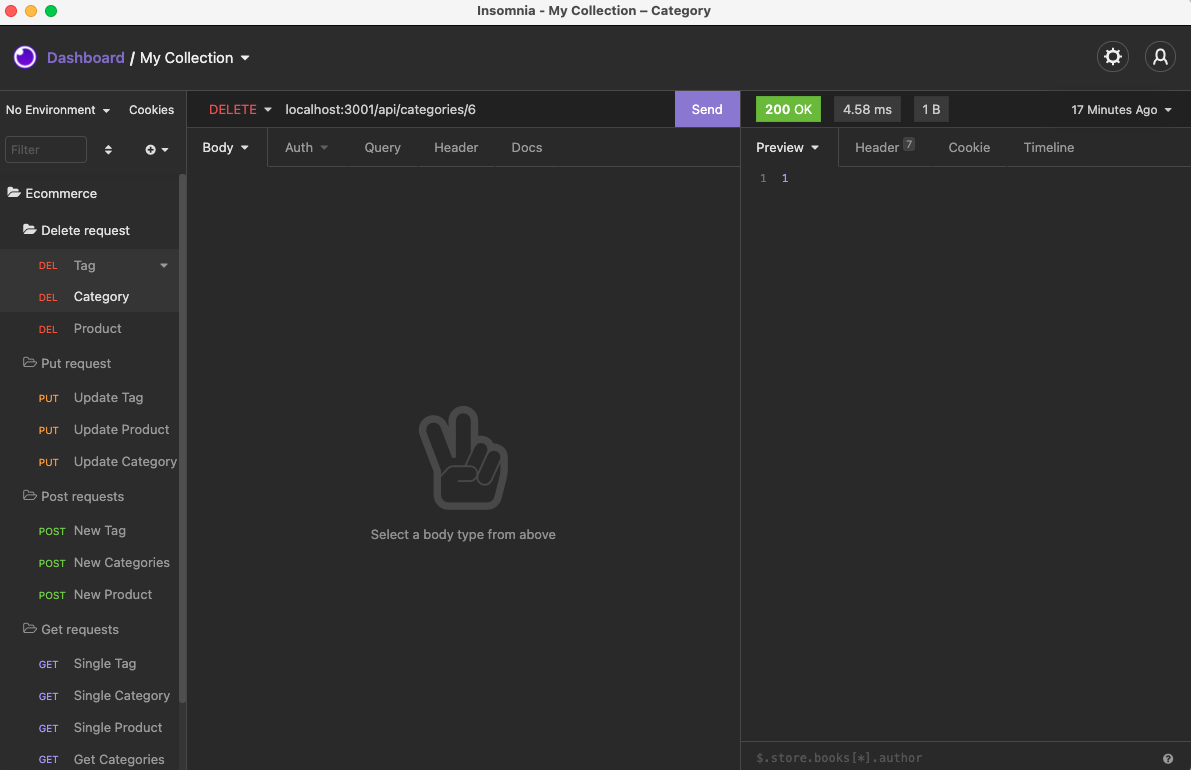 Insomnia - My Collection – Category
Dashboard / My Collection
No Environment
Cookies
DELETE
localhost:3001/api/categories/6
Send
200 OK
4.58 ms
1 B
17 Minutes Ago
Filter
Body
Auth
Query
Header
Docs
Preview
Header 7
Cookie
Timeline
1 1
Ecommerce
Delete request
DEL Tag
DEL Category
DEL Product
Put request
PUT Update Tag
PUT Update Product
PUT Update Category
Post requests
POST New Tag
POST New Categories
POST New Product
Get requests
GET Single Tag
GET Single Category
GET Single Product
GET Get Categories
Select a body type from above
$.store.books[*].author